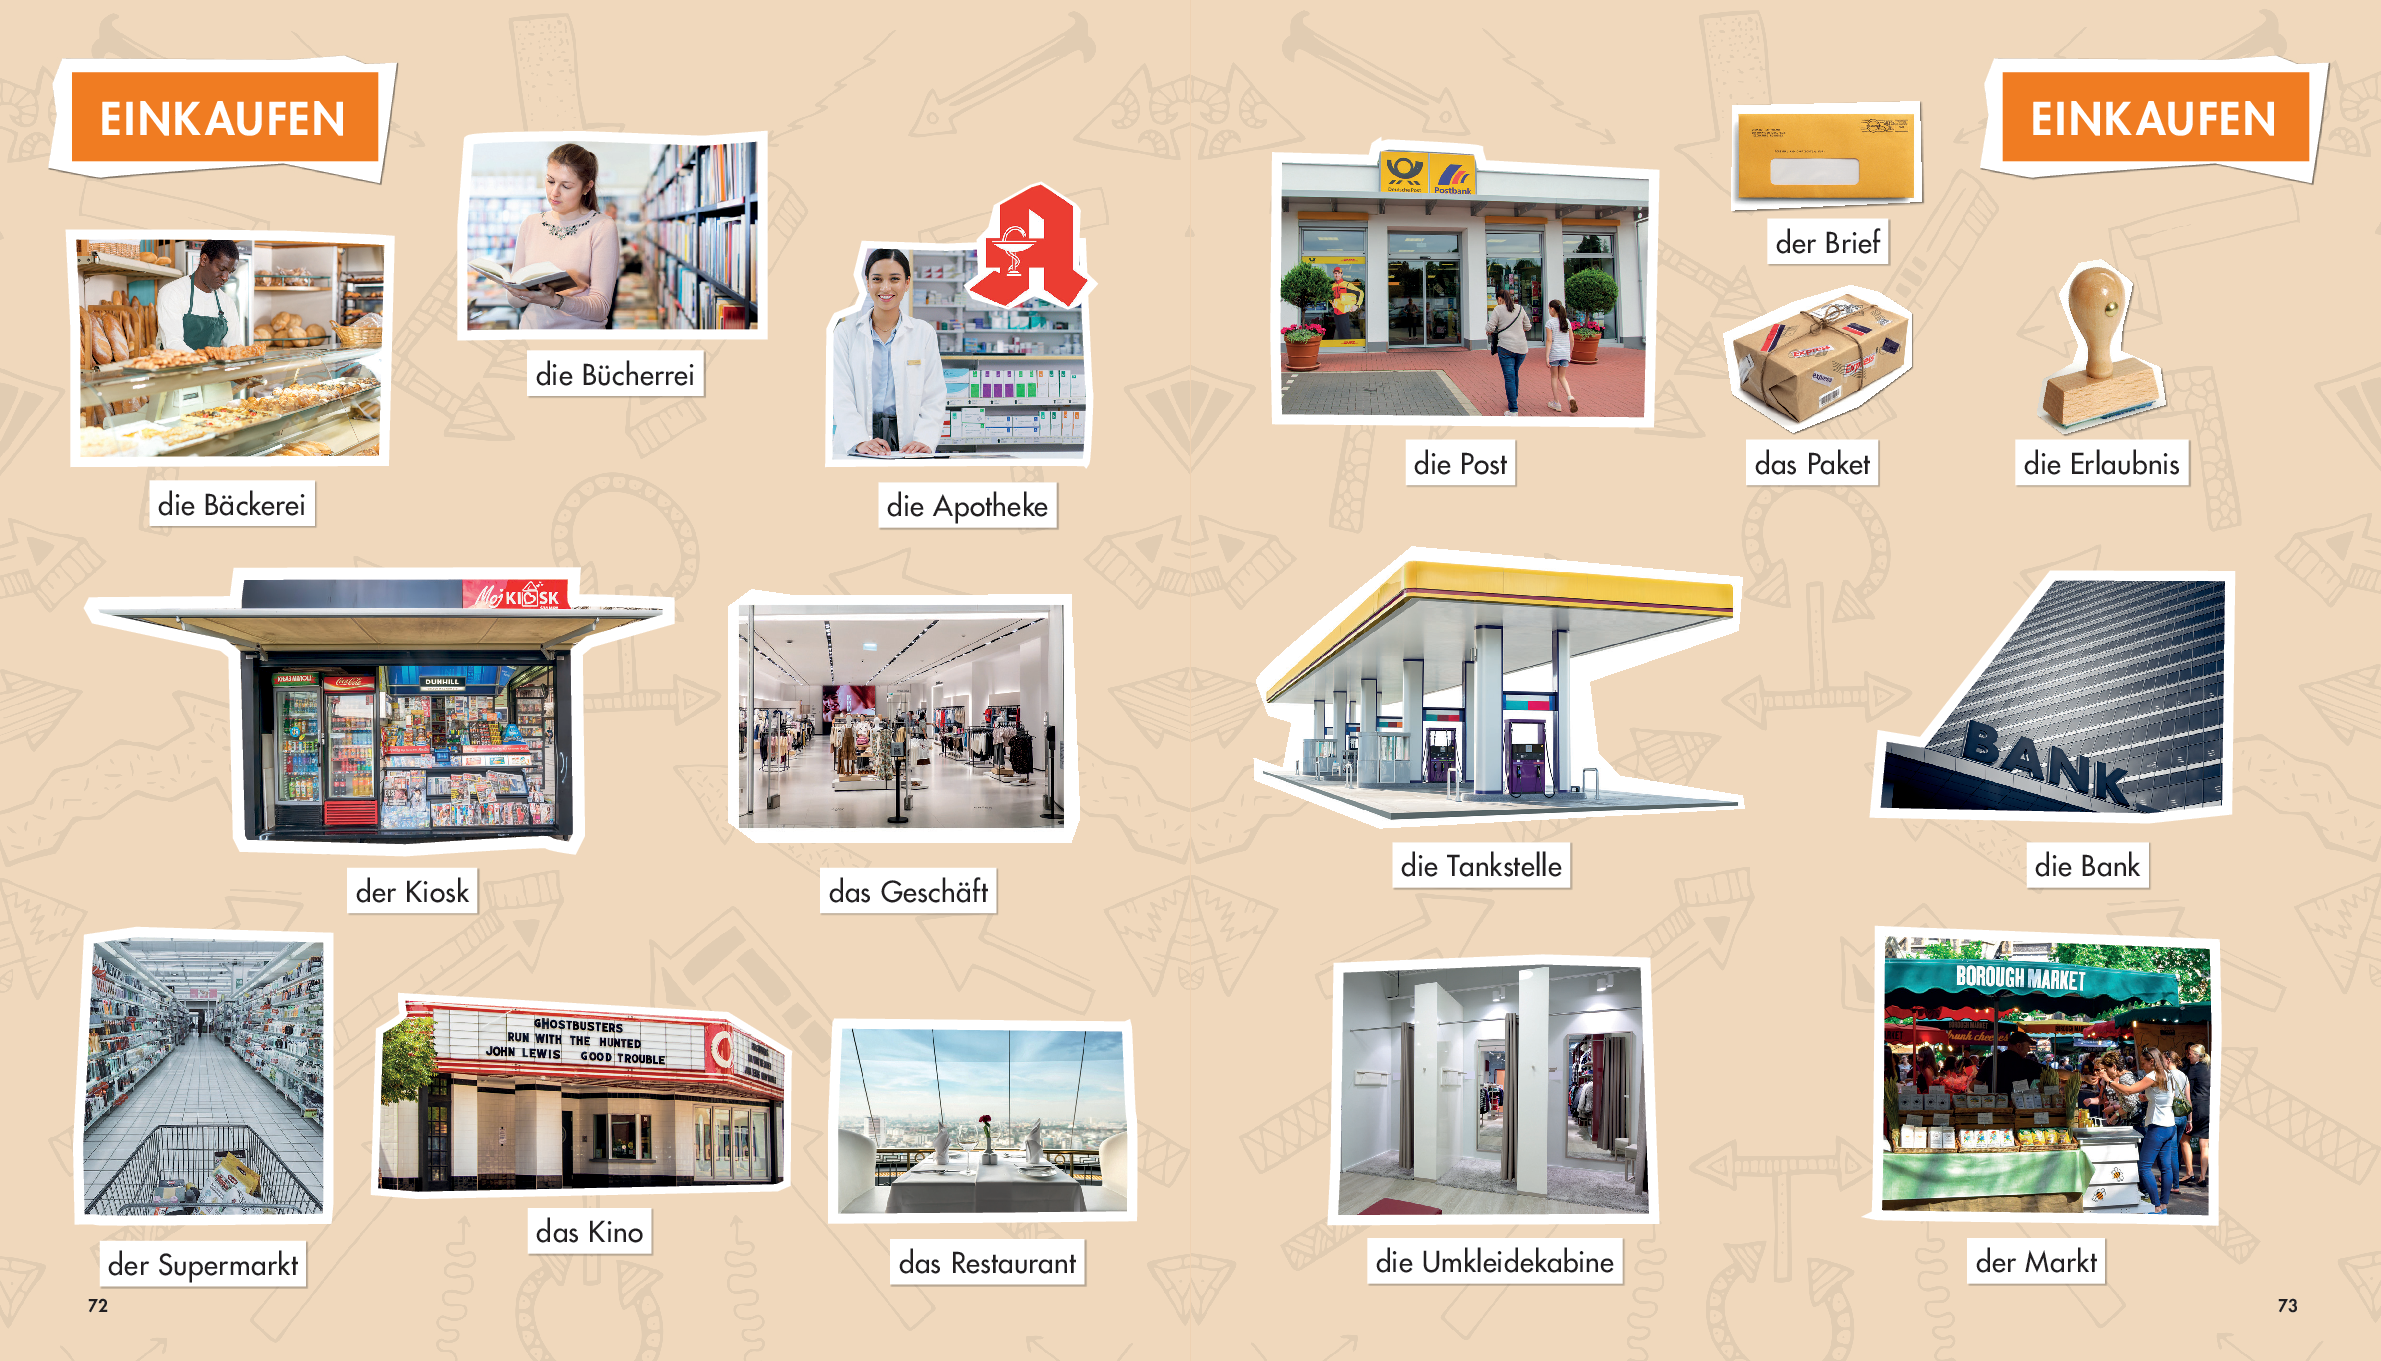 EINKAUFEN
die Bücherrei
die Bäckerei
die Apotheke
Moj KIOSK
Coca-Cola
DUNHILL
der Kiosk
das Geschäft
der Supermarkt
GHOSTBUSTERS
RUN WITH THE HUNTED
JOHN LEWIS GOOD TROUBLE
das Kino
das Restaurant
72
EINKAUFEN
Deutsche Post
Postbank
die Post
der Brief
das Paket
die Erlaubnis
die Tankstelle
BANK
die Bank
die Umkleidekabine
BOROUGH MARKET
der Markt
73